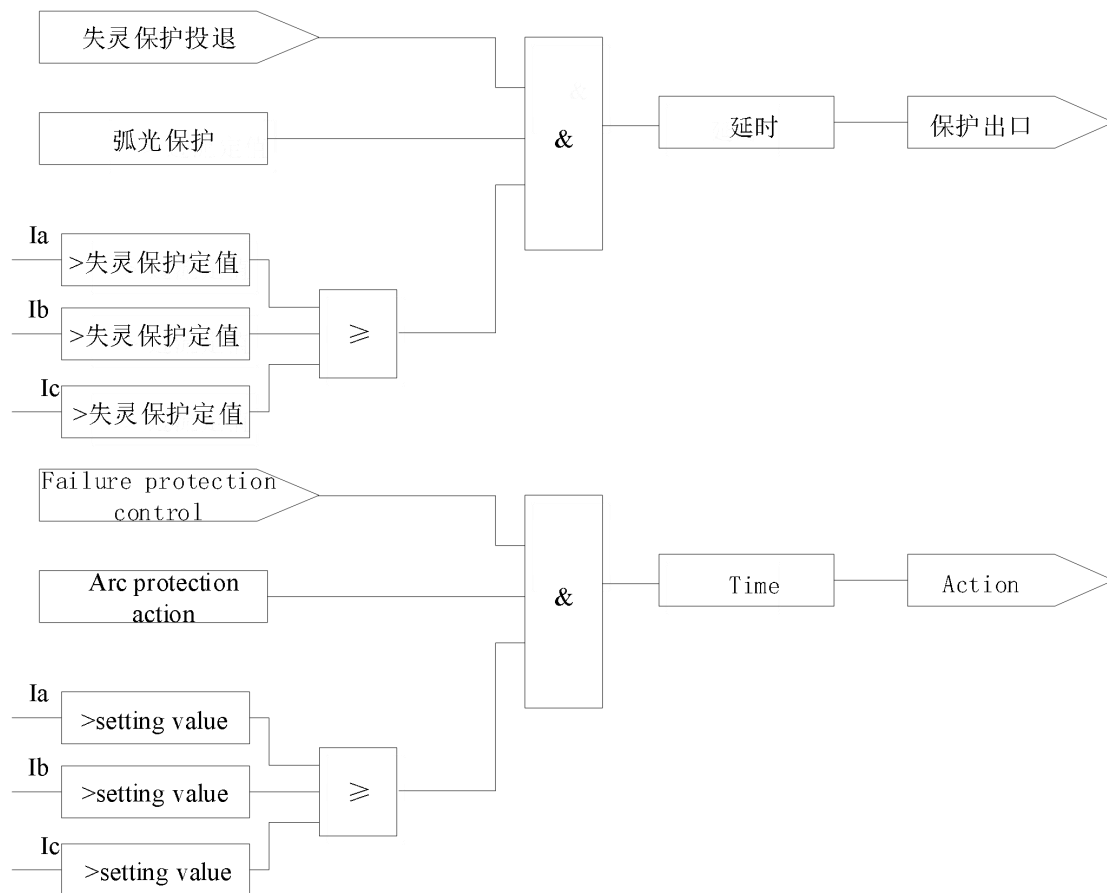 失灵保护投退
弧光保护
&
延时
保护出口
Ia
>失灵保护定值
Ib
>失灵保护定值
≥
Ic
>失灵保护定值
Failure protection
control
Arc protection
action
&
Time
Action
Ia
>setting value
Ib
>setting value
≥
Ic
>setting value